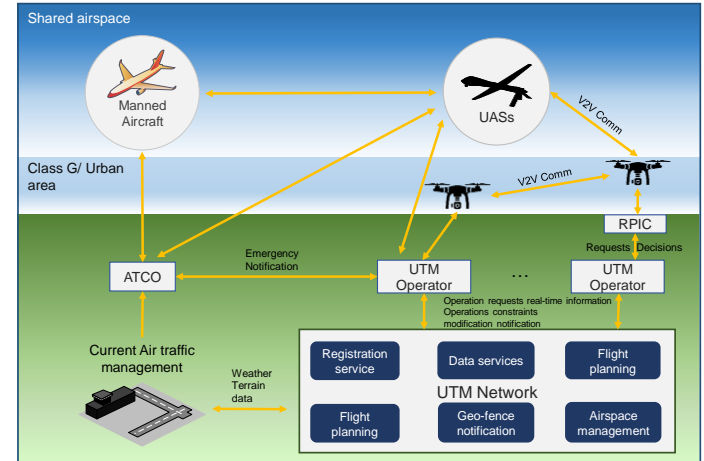 Shared airspace
Manned
Aircraft
UASs
V2V Comm
Class G/ Urban
area
V2V Comm
RPIC
Requests Decisions
Emergency
Notification
ATCO
UTM
Operator
...
UTM
Operator
Operation requests real-time information
Operations constraints
modification notification
Current Air traffic
management
Weather
Terrain
data
Registration
service
Data services
Flight
planning
UTM Network
Flight
planning
Geo-fence
notification
Airspace
management